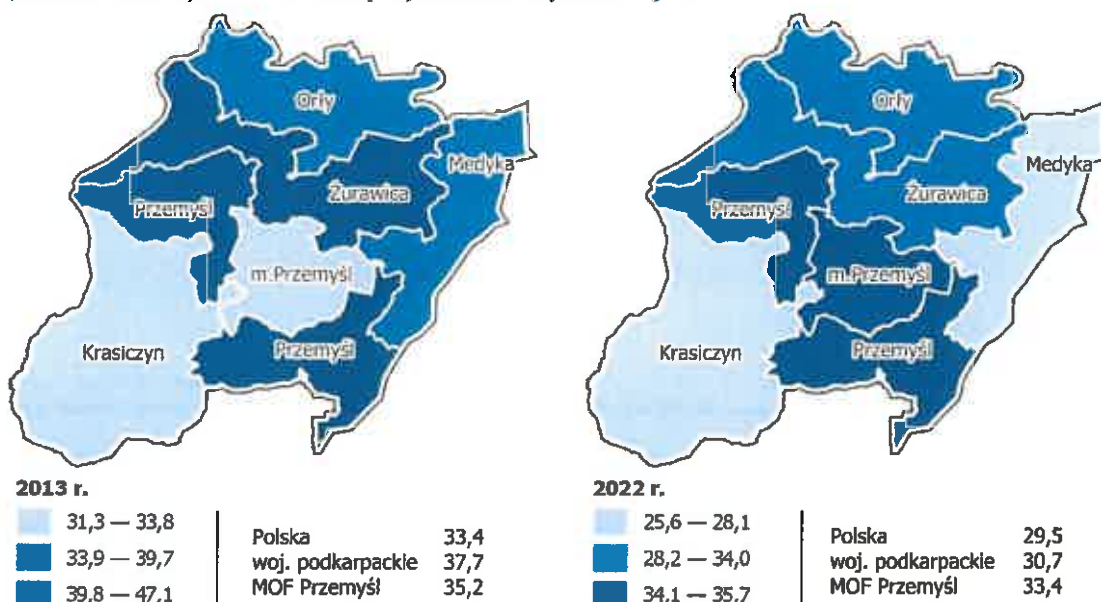 Orły
Medyka
Żurawica
Przemyśl
m.Przemyśl
Krasiczyn
Przemyśl
2013 r.
31,3 — 33,8
33,9 — 39,7
39,8 — 47,1
Polska 33,4
woj. podkarpackie 37,7
MOF Przemyśl 35,2
Orły
Medyka
Żurawica
Przemyśl
m.Przemyśl
Krasiczyn
Przemyśl
2022 r.
25,6 — 28,1
28,2 — 34,0
34,1 — 35,7
Polska 29,5
woj. podkarpackie 30,7
MOF Przemyśl 33,4